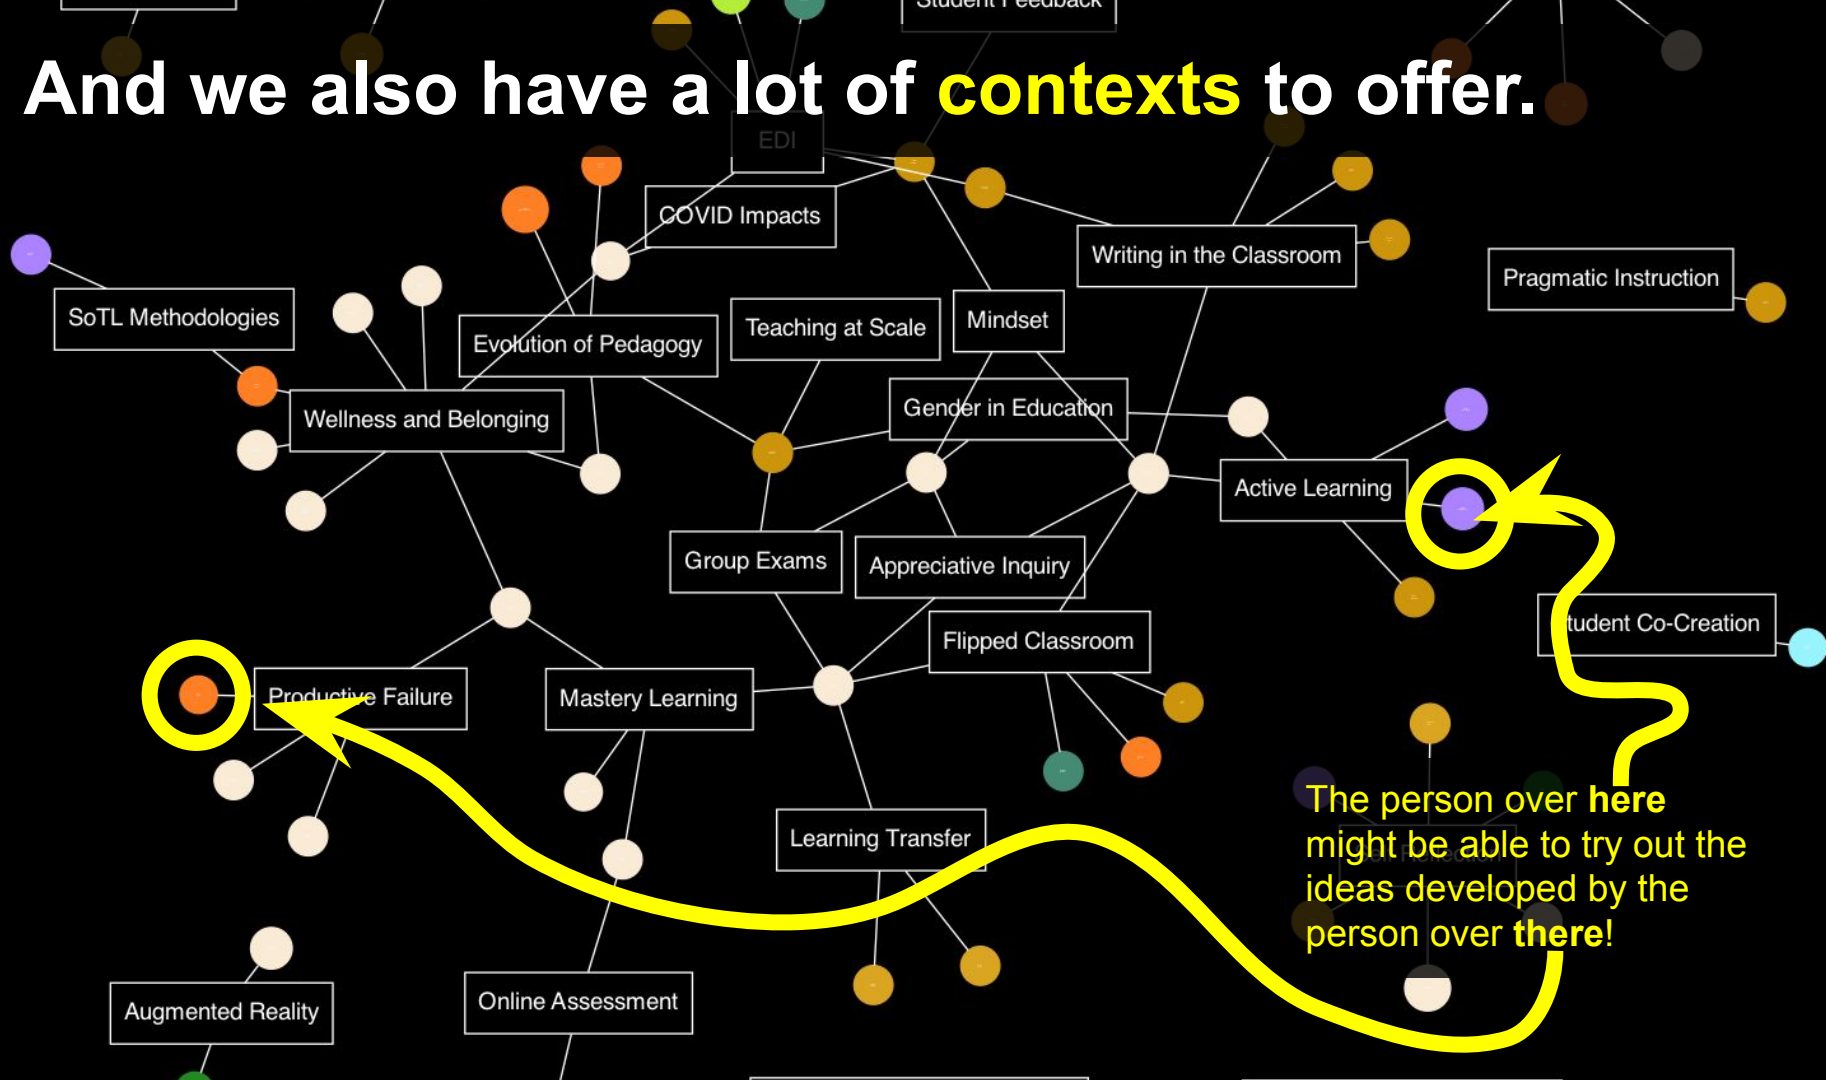 Student Feedback
And we also have a lot of contexts to offer.
EDI
COVID Impacts
Writing in the Classroom
Pragmatic Instruction
SoTL Methodologies
Evolution of Pedagogy
Teaching at Scale
Mindset
Wellness and Belonging
Gender in Education
Active Learning
Group Exams
Appreciative Inquiry
Student Co-Creation
Flipped Classroom
Productive Failure
Mastery Learning
The person over here
might be able to try out the
ideas developed by the
person over there!
Learning Transfer
Augmented Reality
Online Assessment